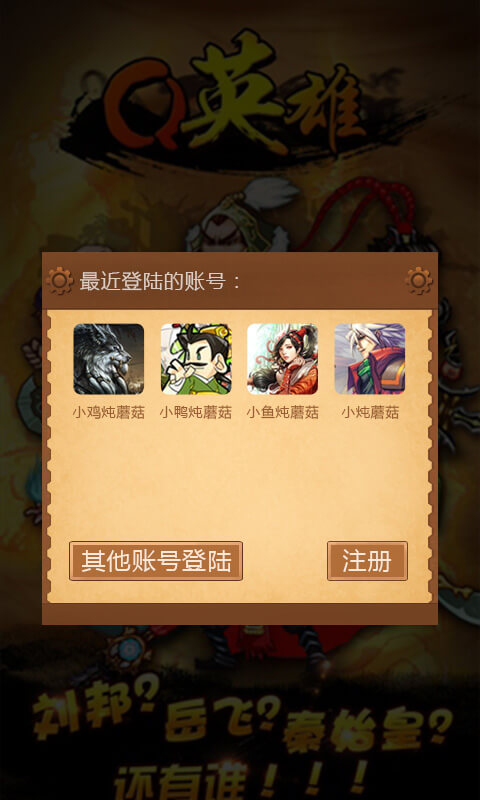 Q英雄
最近登陆的账号：
小鸡炖蘑菇 小鸭炖蘑菇 小鱼炖蘑菇 小炖蘑菇
其他账号登陆 注册
刘邦？岳飞？秦始皇？
还有谁！！！